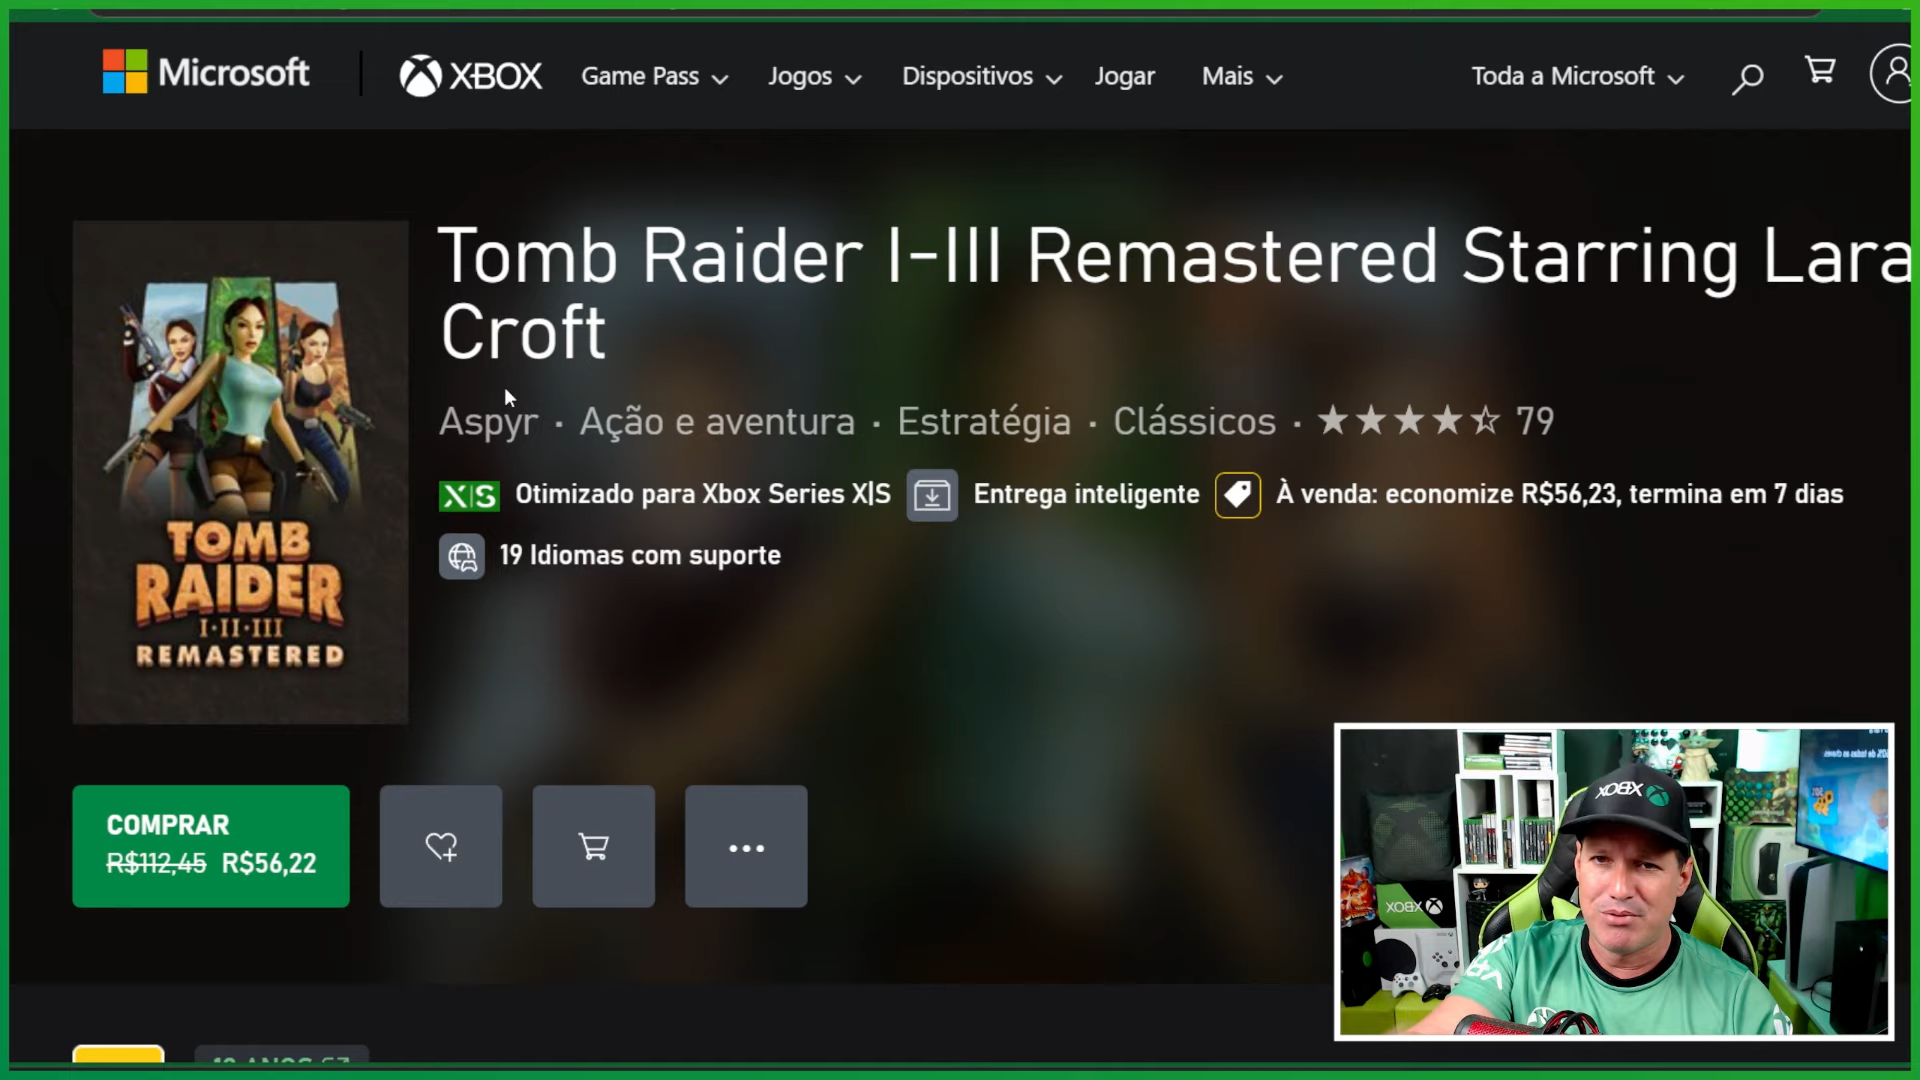 Microsoft
XBOX
Game Pass
Jogos
Dispositivos
Jogar
Mais
Toda a Microsoft
Tomb Raider I-III Remastered Starring Lara
Croft
Aspyr · Ação e aventura · Estratégia · Clássicos · ★★★★☆ 79
X|S Otimizado para Xbox Series X|S
Entrega inteligente
À venda: economize R$56,23, termina em 7 dias
19 Idiomas com suporte
TOMB
RAIDER
I·II·III
REMASTERED
COMPRAR
R$112,45 R$56,22
XBOX
XBOX